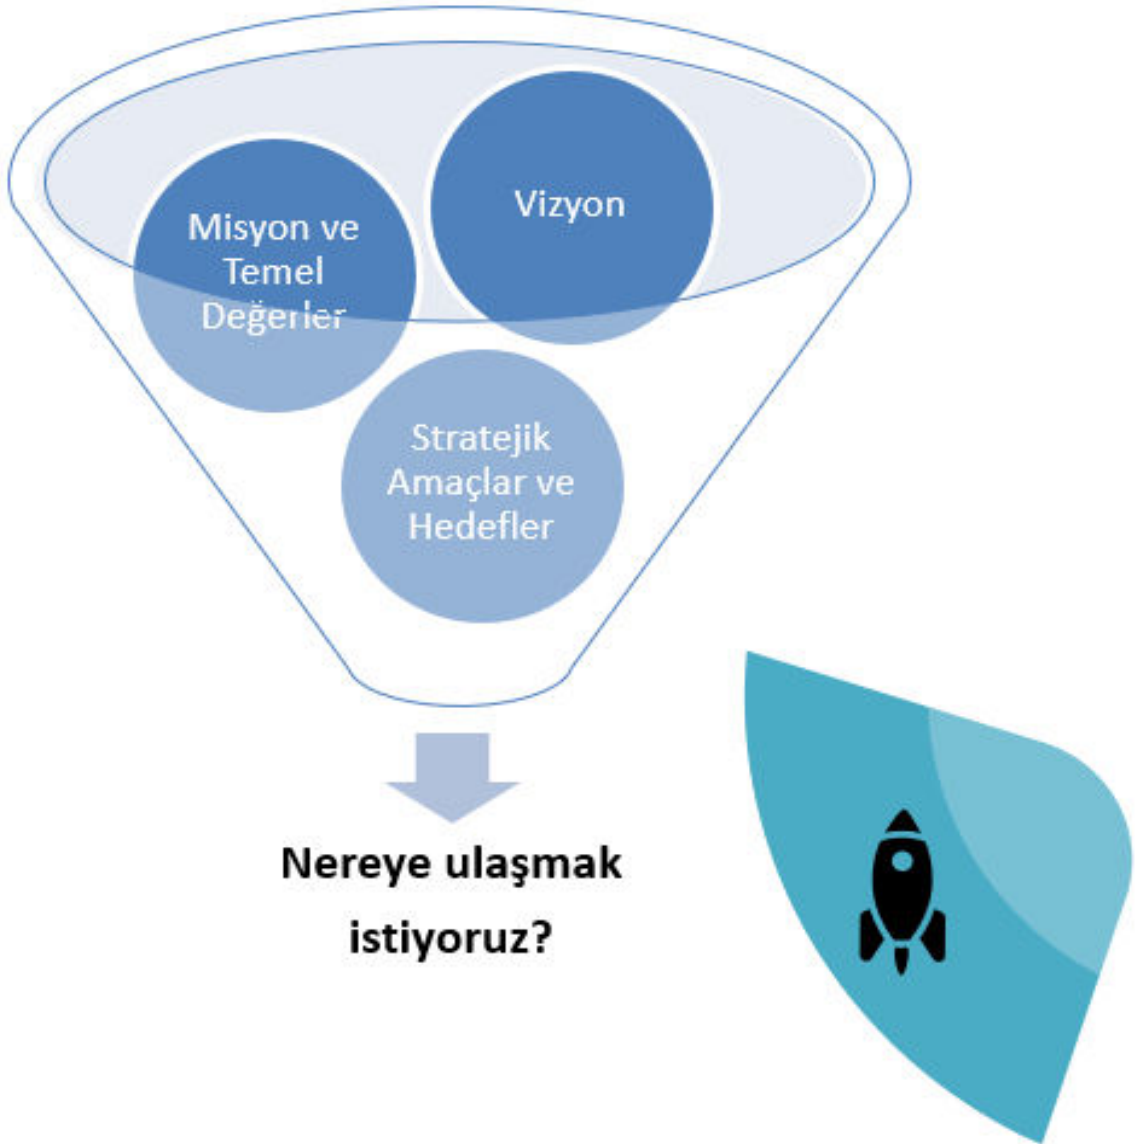 Vizyon
Misyon ve
Temel
Değerler
Stratejik
Amaçlar ve
Hedefler
Nereye ulaşmak
istiyoruz?